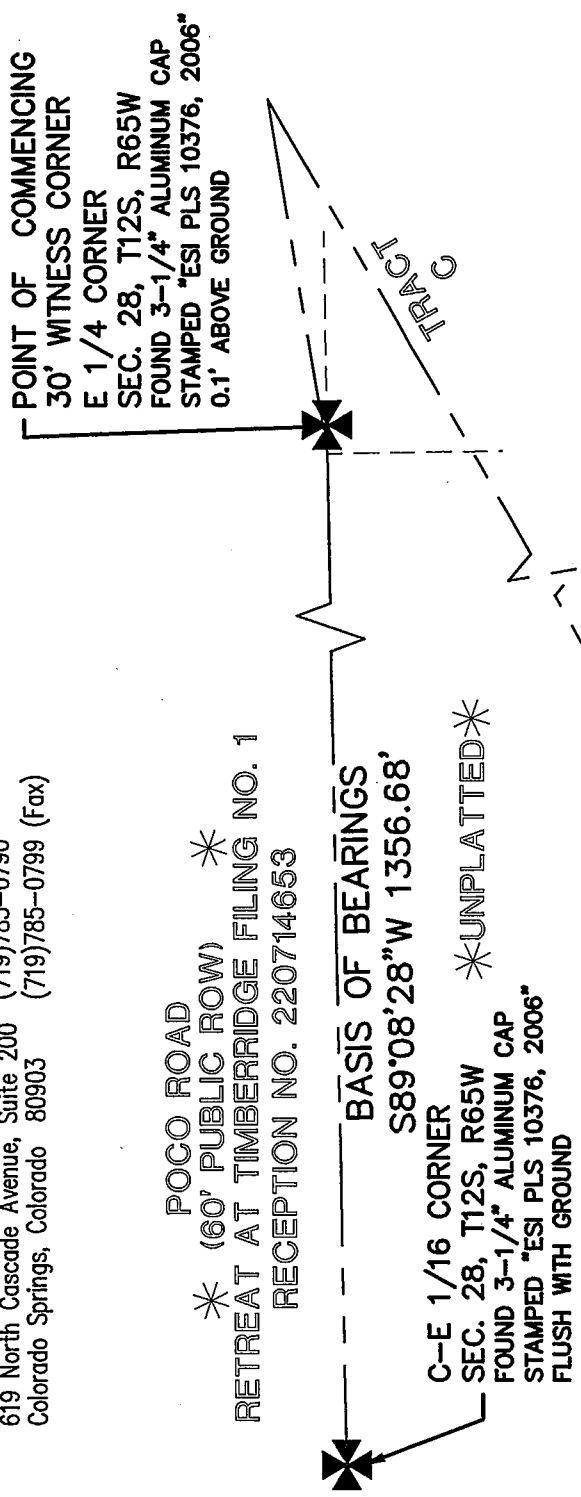 619 North Cascade Avenue, Suite 200 (719)785-0790
Colorado Springs, Colorado 80903 (719)785-0799 (Fax)
POINT OF COMMENCING
30' WITNESS CORNER
E 1/4 CORNER
SEC. 28, T12S, R65W
FOUND 3-1/4" ALUMINUM CAP
STAMPED "ESI PLS 10376, 2006"
0.1' ABOVE GROUND
POCO ROAD
* (60' PUBLIC ROW) *
RETREAT AT TIMBERRIDGE FILING NO. 1
RECEPTION NO. 220714653
TRACT
C
BASIS OF BEARINGS
S89°08'28"W 1356.68'
*UNPLATTED*
C-E 1/16 CORNER
SEC. 28, T12S, R65W
FOUND 3-1/4" ALUMINUM CAP
STAMPED "ESI PLS 10376, 2006"
FLUSH WITH GROUND